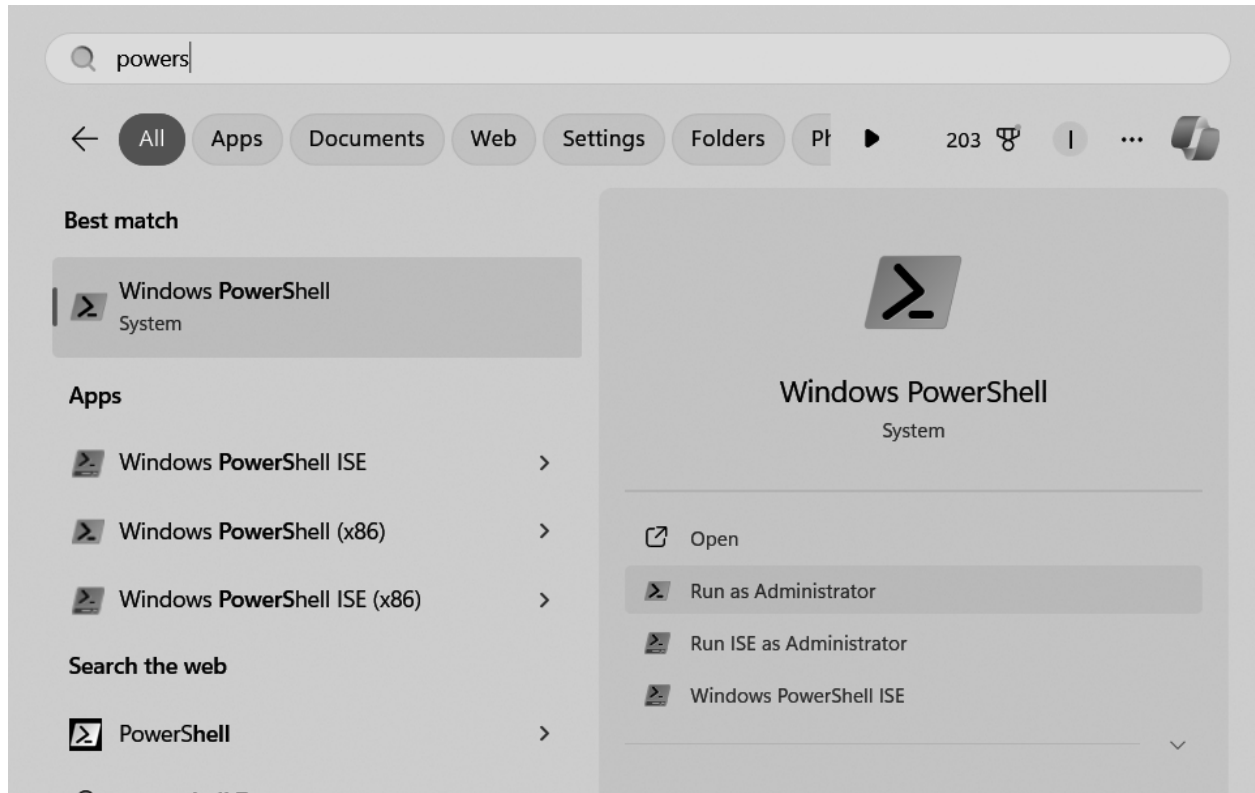 powers
All Apps Documents Web Settings Folders 203 I ...
Best match
Windows PowerShell
System
Apps
Windows PowerShell ISE
Windows PowerShell (x86)
Windows PowerShell ISE (x86)
Search the web
PowerShell
Windows PowerShell
System
Open
Run as Administrator
Run ISE as Administrator
Windows PowerShell ISE